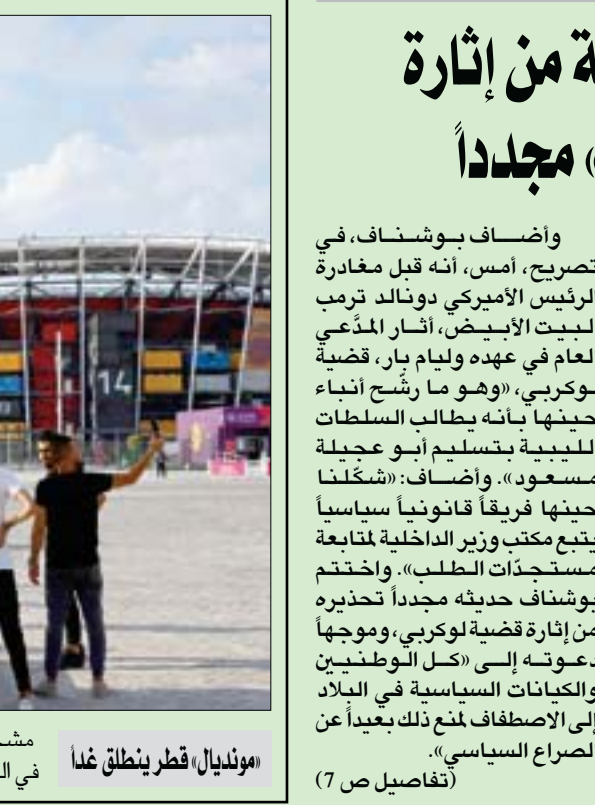 من إثارة
مجدداً
وأضاف بوشناف، في
تصريح، أمس، أنه قبل مغادرة
الرئيس الأميركي دونالد ترمب
البيت الأبيض، أثار المدَّعي
العام في عهده وليام بار، قضية
لوكربي، «وهو ما رشّح أنباء
حينها بأنه يطالب السلطات
الليبية بتسليم أبو عجيلة
مسعود». وأضاف: «شكّلنا
حينها فريقاً قانونياً سياسياً
يتبع مكتب وزير الداخلية لمتابعة
مستجدّات الطلب». واختتم
بوشناف حديثه مجدداً تحذيره
من إثارة قضية لوكربي، وموجهاً
دعوته إلى «كل الوطنيين
والكيانات السياسية في البلاد
إلى الاصطفاف لمنع ذلك بعيداً عن
الصراع السياسي».
(تفاصيل ص 7)
14
«مونديال» قطر ينطلق غداً
في